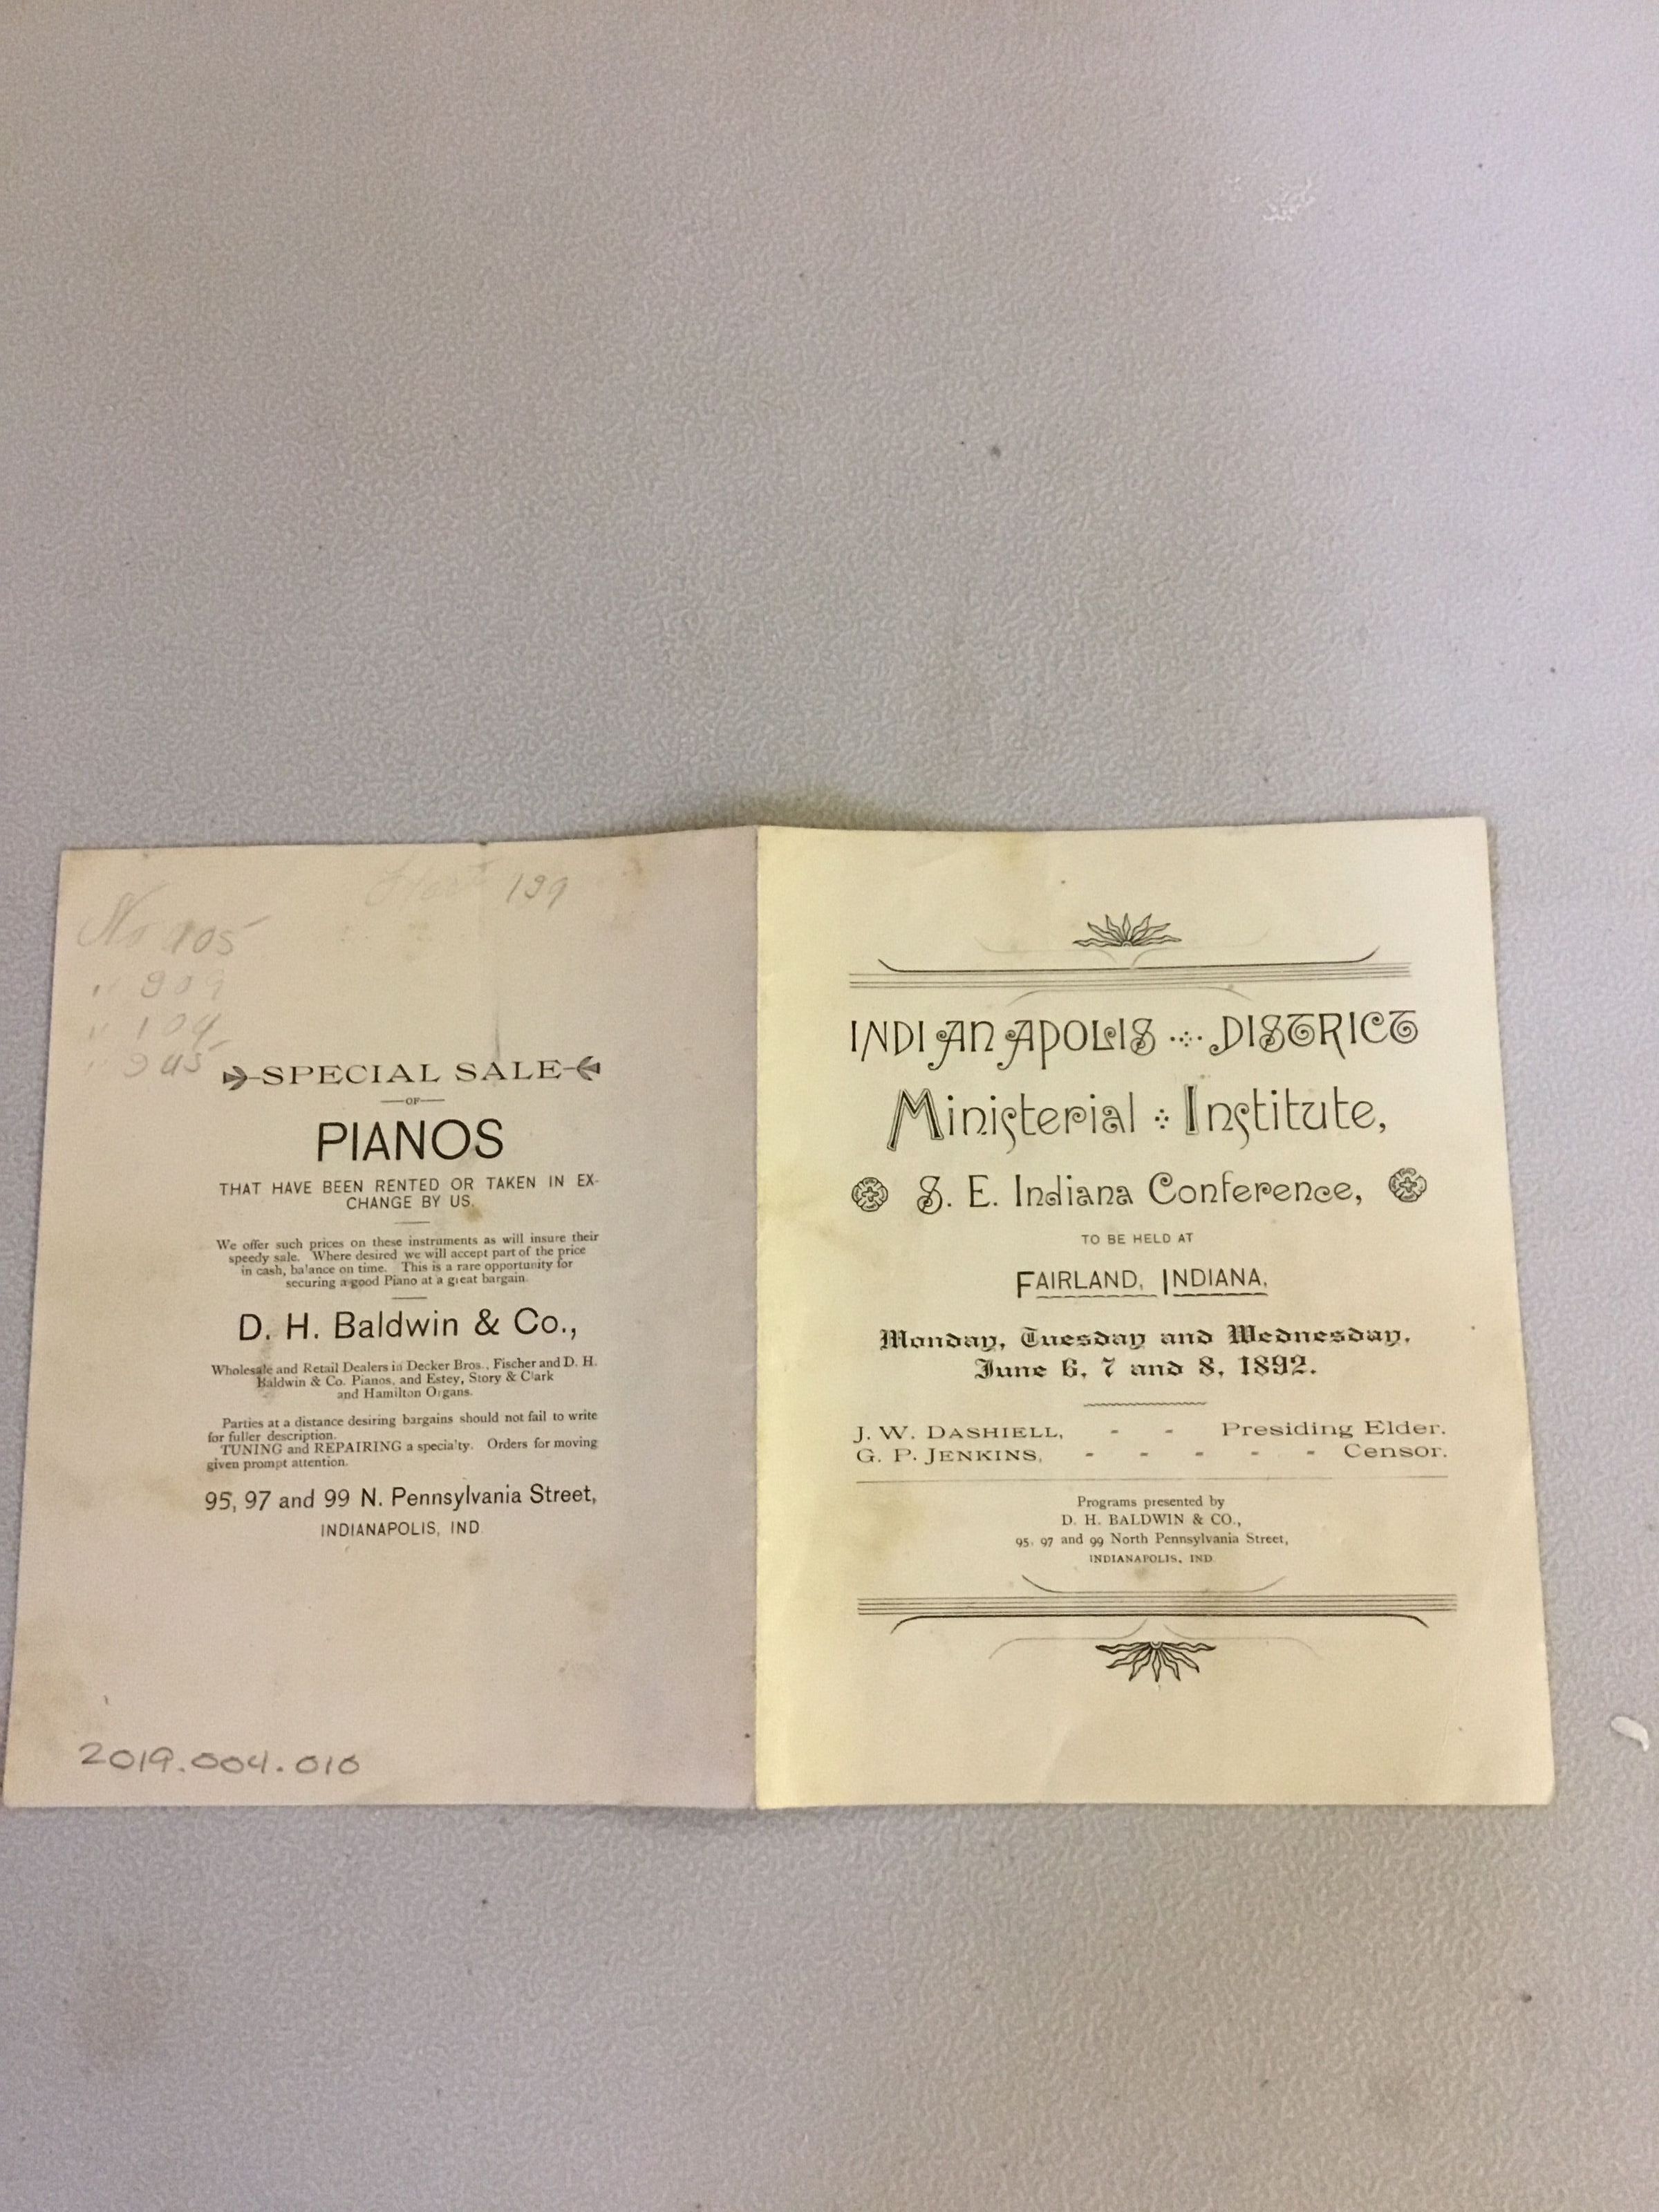 199
No 105
" 909
" 104
" 945
SPECIAL SALE
OF
PIANOS
THAT HAVE BEEN RENTED OR TAKEN IN EX-
CHANGE BY US.
We offer such prices on these instruments as will insure their
speedy sale. Where desired we will accept part of the price
in cash, balance on time. This is a rare opportunity for
securing a good Piano at a great bargain.
D. H. Baldwin & Co.,
Wholesale and Retail Dealers in Decker Bros., Fischer and D. H.
Baldwin & Co. Pianos, and Estey, Story & Clark
and Hamilton Organs.
Parties at a distance desiring bargains should not fail to write
for fuller description.
TUNING and REPAIRING a specialty. Orders for moving
given prompt attention.
95, 97 and 99 N. Pennsylvania Street,
INDIANAPOLIS, IND.
2019.004.010
INDIANAPOLIS DISTRICT
Ministerial Institute,
S. E. Indiana Conference,
TO BE HELD AT
FAIRLAND, INDIANA,
Monday, Tuesday and Wednesday,
June 6, 7 and 8, 1892.
J. W. DASHIELL, - - Presiding Elder.
G. P. JENKINS, - - - - - Censor.
Programs presented by
D. H. BALDWIN & CO.,
95, 97 and 99 North Pennsylvania Street,
INDIANAPOLIS, IND.